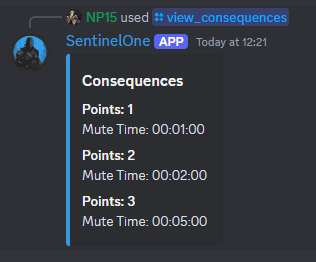 NP15 used view_consequences
SentinelOne APP Today at 12:21
Consequences
Points: 1
Mute Time: 00:01:00
Points: 2
Mute Time: 00:02:00
Points: 3
Mute Time: 00:05:00